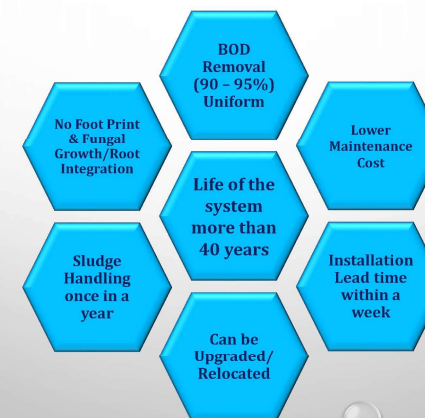 BOD
Removal
(90 – 95%)
Uniform
No Foot Print
& Fungal
Growth/Root
Integration
Lower
Maintenance
Cost
Life of the
system
more than
40 years
Sludge
Handling
once in a
year
Installation
Lead time
within a
week
Can be
Upgraded/
Relocated